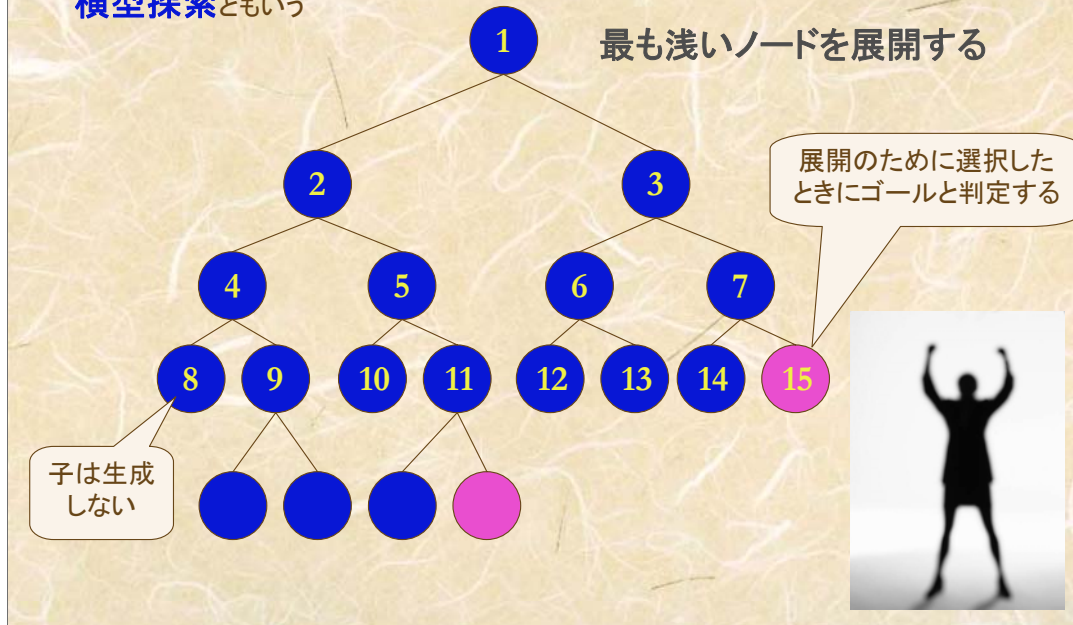 横型探索ともいう
1
最も浅いノードを展開する
2
3
展開のために選択した
ときにゴールと判定する
4
5
6
7
8
9
10
11
12
13
14
15
子は生成
しない